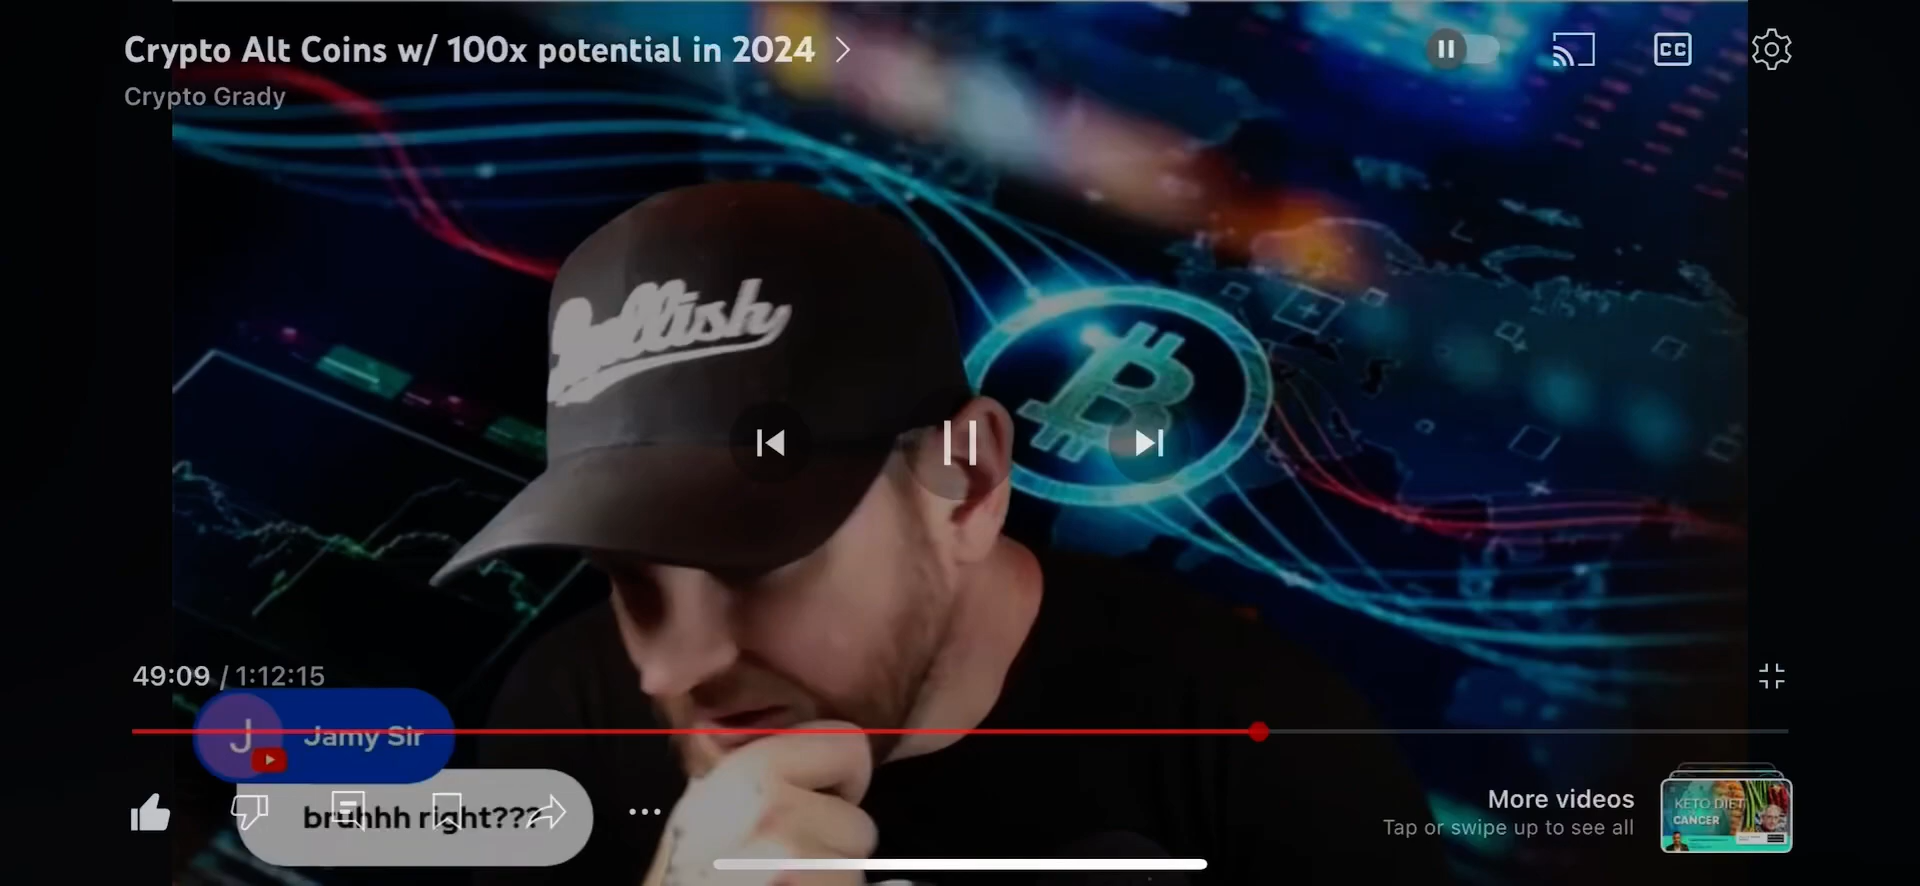 Crypto Alt Coins w/ 100x potential in 2024
Crypto Grady
CC
Bullish
49:09 / 1:12:15
J Jamy Sir
bruhhh right???
More videos
Tap or swipe up to see all
KETO DIET
CANCER